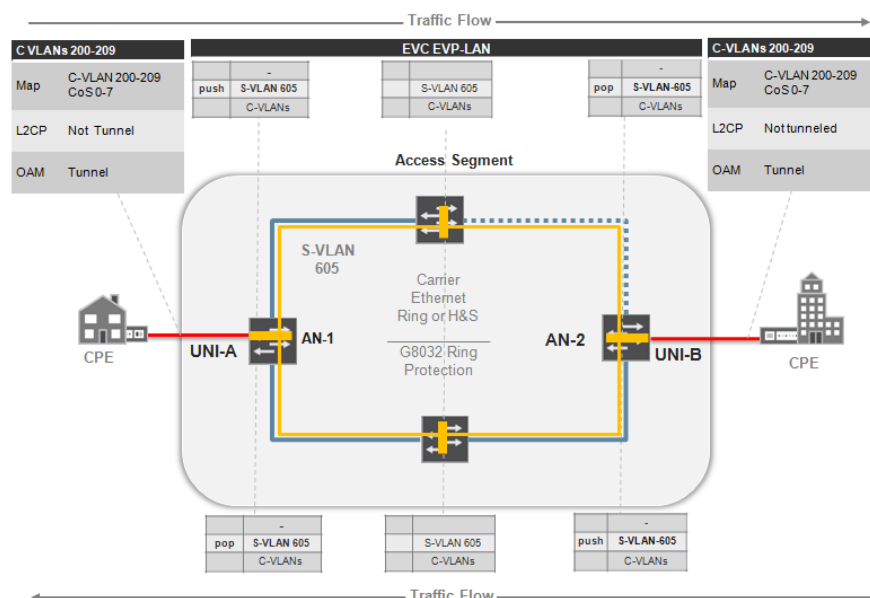 Traffic Flow
C VLANs 200-209
Map
C-VLAN 200-209
CoS 0-7
L2CP
Not Tunnel
OAM
Tunnel
EVC EVP-LAN
-
push S-VLAN 605
C-VLANs
S-VLAN 605
C-VLANs
-
pop S-VLAN-605
C-VLANs
C-VLANs 200-209
Map
C-VLAN 200-209
CoS 0-7
L2CP
Not tunneled
OAM
Tunnel
Access Segment
S-VLAN
605
Carrier
Ethernet
Ring or H&S
G8032 Ring
Protection
CPE
UNI-A
AN-1
AN-2
UNI-B
CPE
-
pop S-VLAN 605
C-VLANs
S-VLAN 605
C-VLANs
-
push S-VLAN-605
C-VLANs
Traffic Flow